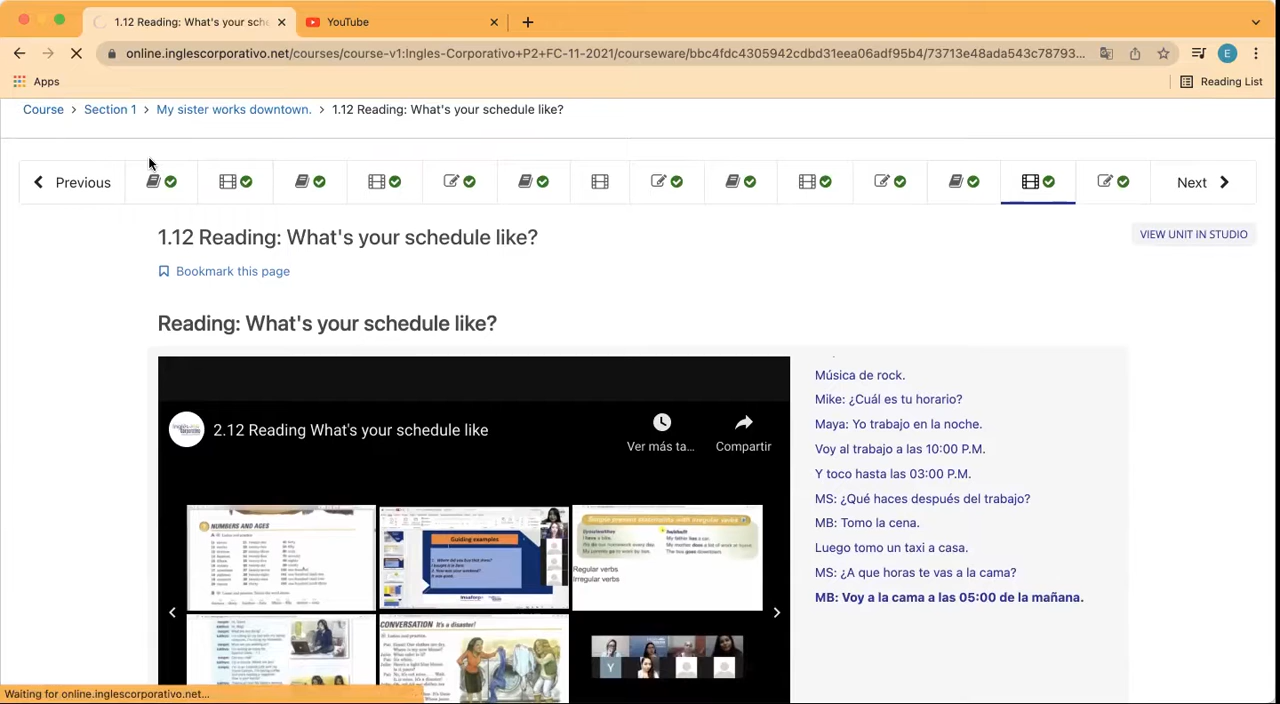 1.12 Reading: What's your sche
YouTube
online.inglescorporativo.net/courses/course-v1:Ingles-Corporativo+P2+FC-11-2021/courseware/bbc4fdc4305942cdbd31eea06adf95b4/73713e48ada543c78793...
E
Apps
Reading List
Course > Section 1 > My sister works downtown. > 1.12 Reading: What's your schedule like?
Previous
Next
1.12 Reading: What's your schedule like?
VIEW UNIT IN STUDIO
Bookmark this page
Reading: What's your schedule like?
2.12 Reading What's your schedule like
Ver más ta...
Compartir
NUMBERS AND AGES
Guiding examples
Regular verbs
Irregular verbs
CONVERSATION It's a disaster!
Y
Música de rock.
Mike: ¿Cuál es tu horario?
Maya: Yo trabajo en la noche.
Voy al trabajo a las 10:00 P.M.
Y toco hasta las 03:00 P.M.
MS: ¿Qué haces después del trabajo?
MB: Tomo la cena.
Luego tomo un taxi a casa.
MS: ¿A que horas te vas a la cama?
MB: Voy a la cama a las 05:00 de la mañana.
Waiting for online.inglescorporativo.net...